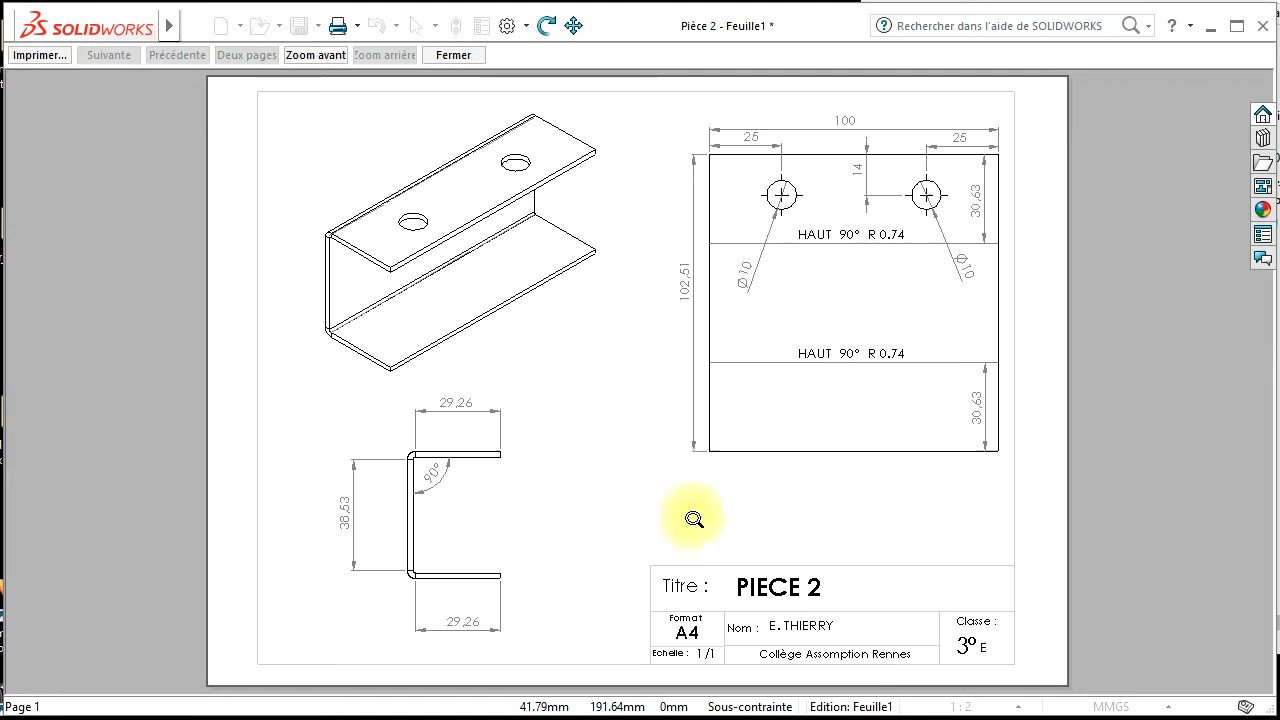 SOLIDWORKS
Pièce 2 - Feuille1 *
Rechercher dans l'aide de SOLIDWORKS
?
Imprimer...
Suivante
Précédente
Deux pages
Zoom avant
Zoom arrière
Fermer
100
25
25
14
30,63
HAUT 90° R 0.74
Ø10
Ø10
102,51
HAUT 90° R 0.74
30,63
29,26
90°
38,53
29,26
Titre : PIECE 2
Format
A4
Nom : E. THIERRY
Classe :
3° E
Echelle : 1 /1
Collège Assomption Rennes
Page 1
41.79mm
191.64mm
0mm
Sous-contrainte
Edition: Feuille1
1 : 2
MMGS